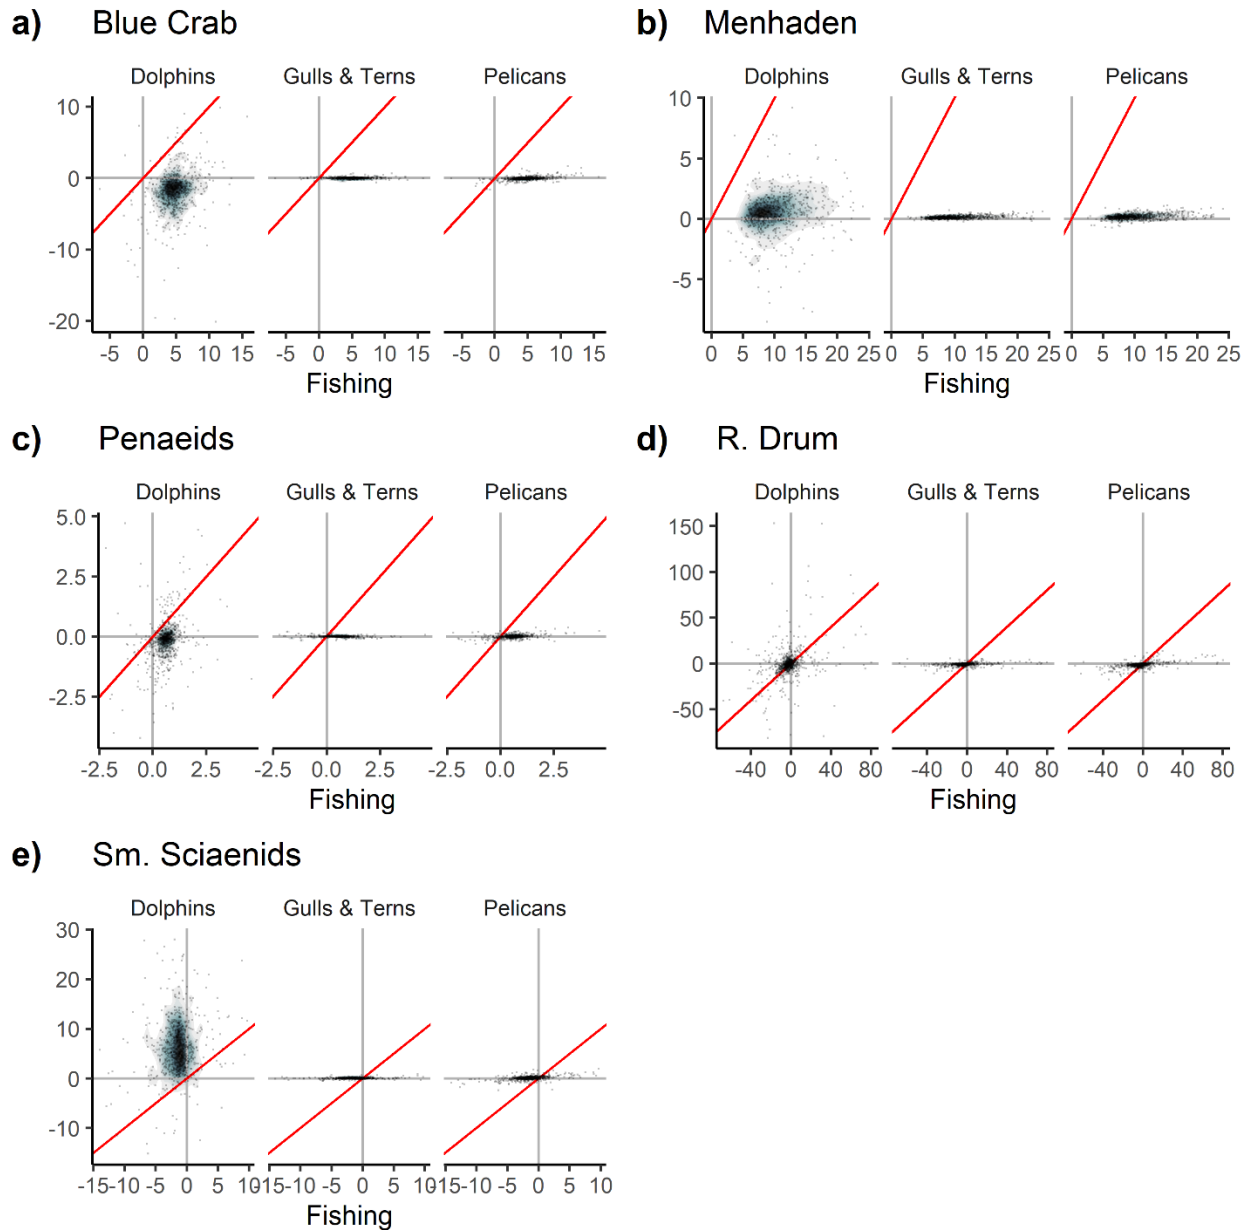 a) Blue Crab
Dolphins Gulls & Terns Pelicans
10
0
-10
-20
-5 0 5 10 15 0 5 10 15 -5 0 5 10 15
Fishing
b) Menhaden
Dolphins Gulls & Terns Pelicans
10
5
0
-5
0 5 10 15 20 25 0 5 10 15 20 25 0 5 10 15 20 25
Fishing
c) Penaeids
Dolphins Gulls & Terns Pelicans
5.0
2.5
0.0
-2.5
-2.5 0.0 2.5 -2.5 0.0 2.5 -2.5 0.0 2.5
Fishing
d) R. Drum
Dolphins Gulls & Terns Pelicans
150
100
50
0
-50
-40 0 40 80 -40 0 40 80 -40 0 40 80
Fishing
e) Sm. Sciaenids
Dolphins Gulls & Terns Pelicans
30
20
10
0
-10
-15 -10 -5 0 5 10 -15 -10 -5 0 5 10 -15 -10 -5 0 5 10
Fishing